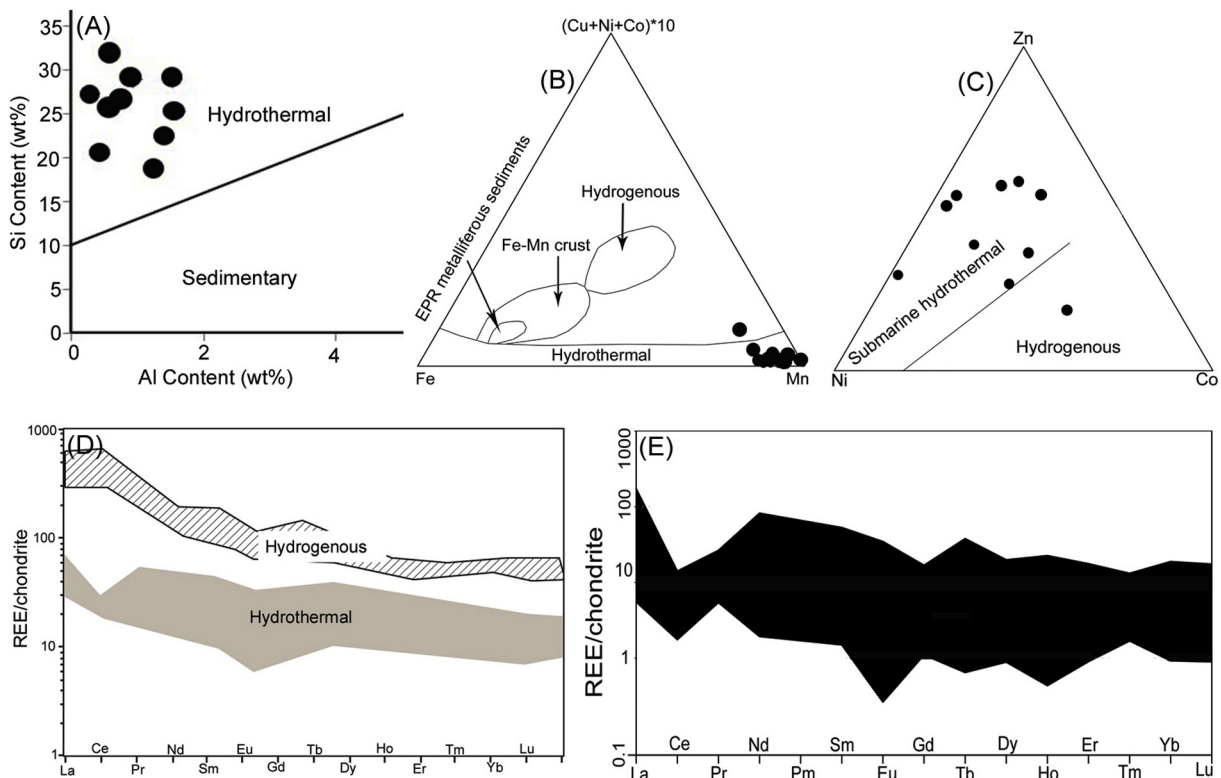 (A)
35
30
25
20
15
10
5
0
Si Content (wt%)
Hydrothermal
Sedimentary
0
2
4
Al Content (wt%)
(B)
(Cu+Ni+Co)*10
EPR metalliferous sediments
Hydrogenous
Fe-Mn crust
Hydrothermal
Fe
Mn
(C)
Zn
Submarine hydrothermal
Hydrogenous
Ni
Co
(D)
1000
100
10
1
REE/chondrite
Hydrogenous
Hydrothermal
Ce
Nd
Eu
Tb
Ho
Tm
Lu
La
Pr
Sm
Gd
Dy
Er
Yb
(E)
1000
100
10
1
0.1
REE/chondrite
Ce
Nd
Sm
Gd
Dy
Er
Yb
La
Pr
Pm
Eu
Tb
Ho
Tm
Lu